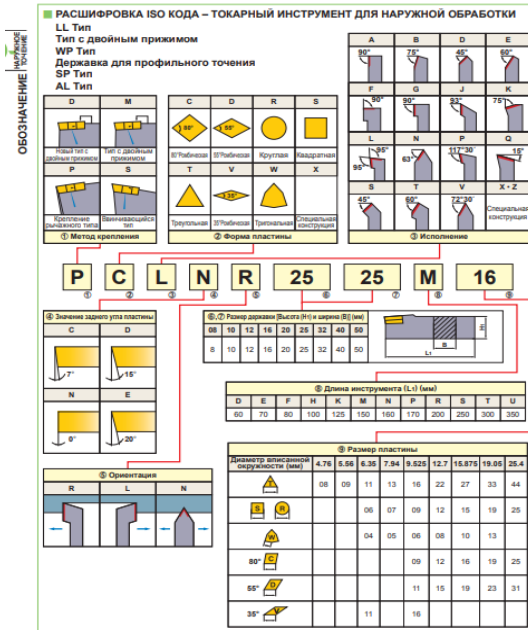 РАСШИФРОВКА ISO КОДА – ТОКАРНЫЙ ИНСТРУМЕНТ ДЛЯ НАРУЖНОЙ ОБРАБОТКИ
LL Тип
Тип с двойным прижимом
WP Тип
Державка для профильного точения
SP Тип
AL Тип
ОБОЗНАЧЕНИЕ
НАРУЖНОЕ ТОЧЕНИЕ
D M
Новый тип с двойным прижимом
Тип с двойным прижимом
P S
Крепление рычажного типа
Ввинчивающийся тип
① Метод крепления
C D R S
80° 55°
80°Ромбическая 55°Ромбическая Круглая Квадратная
T V W X
35°
Треугольная 35°Ромбическая Тригональная Специальная конструкция
② Форма пластины
A B D E
90° 75° 45° 60°
F G J K
90° 90° 93° 75°
L N P Q
95° 95° 63° 117°30' 15°
S T V X・Z
45° 60° 72°30' Специальная конструкция
③ Исполнение
P C L N R 25 25 M 16
① ② ③ ④ ⑤ ⑥ ⑦ ⑧ ⑨
④ Значение заднего угла пластины
C D
7° 15°
N E
0° 20°
⑥,⑦ Размер державки [Высота (H1) и ширина (B)] (мм)
08 10 12 16 20 25 32 40 50
8 10 12 16 20 25 32 40 50
H1
B
L1
⑧ Длина инструмента (L1) (мм)
D E F H K M N P R S T U
60 70 80 100 125 150 160 170 200 250 300 350
⑤ Ориентация
R L N
⑨ Размер пластины
Диаметр вписанной окружности (мм) 4.76 5.56 6.35 7.94 9.525 12.7 15.875 19.05 25.4
T 08 09 11 13 16 22 27 33 44
S R 06 07 09 12 15 19 25
W 04 05 06 08 10 13
80° C 09 12 16 19 25
55° D 11 15 19 23 31
35° V 11 16